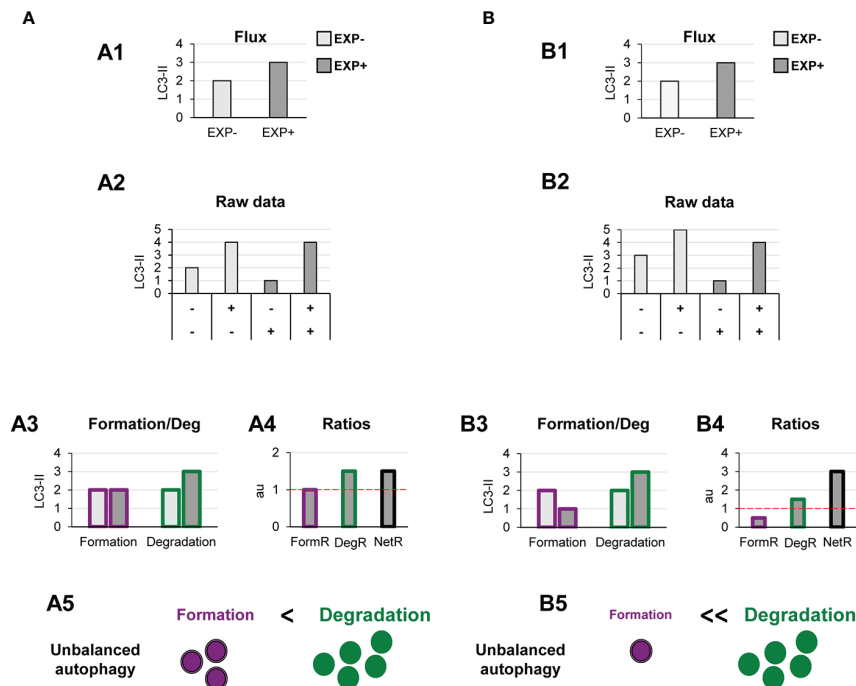 A
A1
Flux
EXP-
EXP+
LC3-II
4
3
2
1
0
EXP- EXP+
A2
Raw data
LC3-II
5
4
3
2
1
0
- + - +
- - + +
A3
Formation/Deg
LC3-II
4
3
2
1
0
Formation Degradation
A4
Ratios
au
2
1
0
FormR DegR NetR
A5
Formation < Degradation
Unbalanced
autophagy
B
B1
Flux
EXP-
EXP+
LC3-II
4
3
2
1
0
EXP- EXP+
B2
Raw data
LC3-II
5
4
3
2
1
0
- + - +
- - + +
B3
Formation/Deg
LC3-II
4
3
2
1
0
Formation Degradation
B4
Ratios
au
4
3
2
1
0
FormR DegR NetR
B5
Formation << Degradation
Unbalanced
autophagy